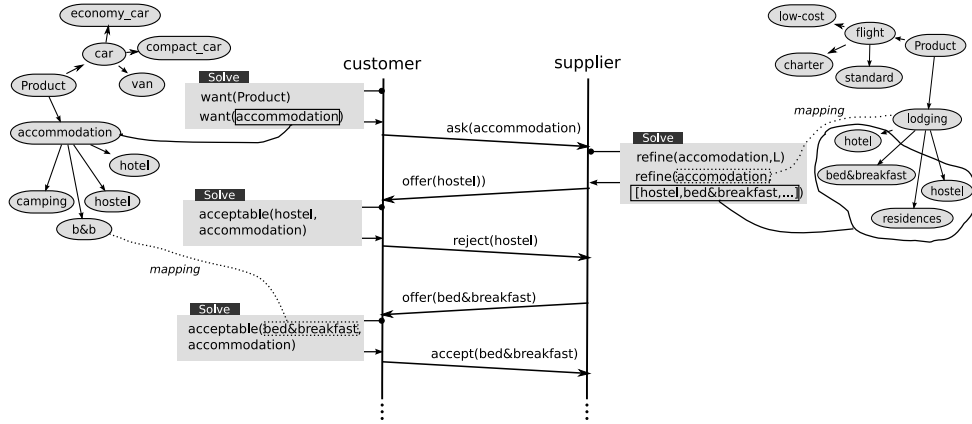 economy_car
car
compact_car
van
Product
accommodation
hotel
camping
hostel
b&b
mapping
customer
supplier
Solve
want(Product)
want(accommodation)
ask(accommodation)
Solve
refine(accomodation,L)
refine(accomodation,
[hostel,bed&breakfast,...])
offer(hostel))
Solve
acceptable(hostel,
accommodation)
reject(hostel)
offer(bed&breakfast)
Solve
acceptable(bed&breakfast,
accommodation)
accept(bed&breakfast)
low-cost
flight
Product
charter
standard
mapping
lodging
hotel
bed&breakfast
hostel
residences